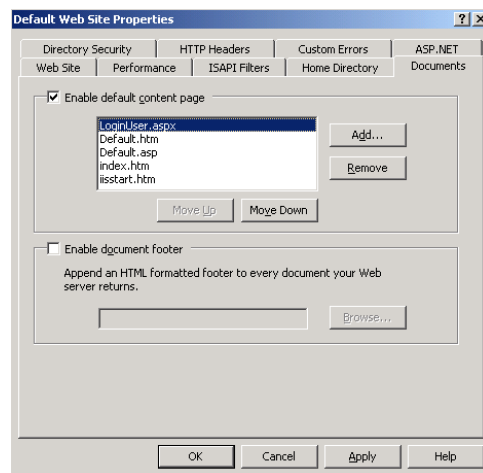 Default Web Site Properties
Directory Security HTTP Headers Custom Errors ASP.NET
Web Site Performance ISAPI Filters Home Directory Documents
Enable default content page
LoginUser.aspx
Default.htm
Default.asp
index.htm
iisstart.htm
Add...
Remove
Move Up Move Down
Enable document footer
Append an HTML formatted footer to every document your Web
server returns.
Browse...
OK Cancel Apply Help